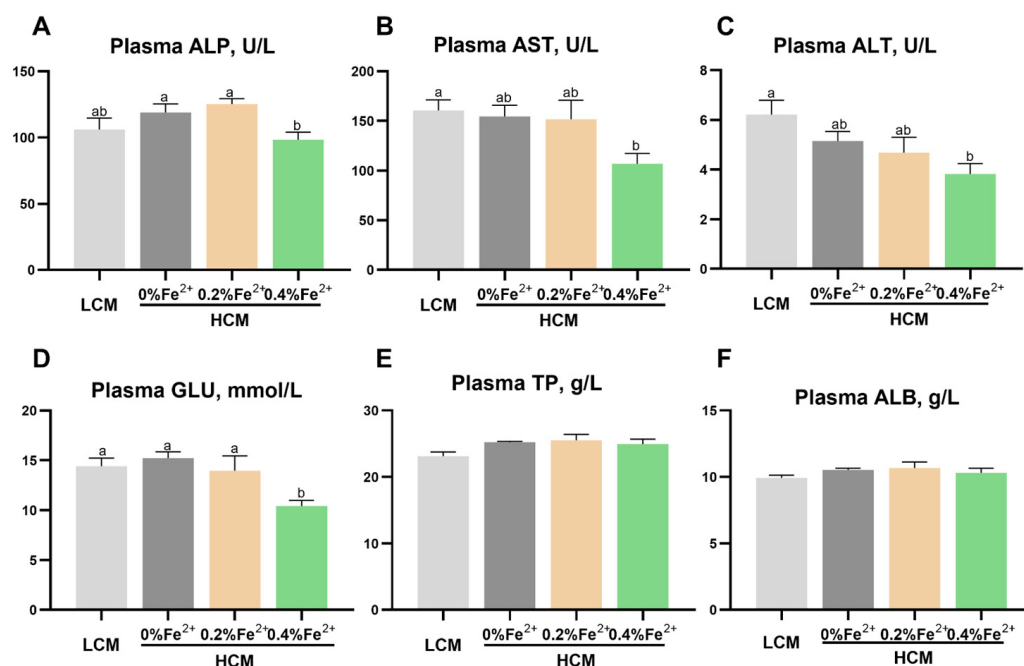 A
Plasma ALP, U/L
150
100
50
0
ab
a
a
b
LCM
0%Fe²⁺ 0.2%Fe²⁺ 0.4%Fe²⁺
HCM
B
Plasma AST, U/L
200
150
100
50
0
a
ab
ab
b
LCM
0%Fe²⁺ 0.2%Fe²⁺ 0.4%Fe²⁺
HCM
C
Plasma ALT, U/L
8
6
4
2
0
a
ab
ab
b
LCM
0%Fe²⁺ 0.2%Fe²⁺ 0.4%Fe²⁺
HCM
D
Plasma GLU, mmol/L
20
15
10
5
0
a
a
a
b
LCM
0%Fe²⁺ 0.2%Fe²⁺ 0.4%Fe²⁺
HCM
E
Plasma TP, g/L
30
20
10
0
LCM
0%Fe²⁺ 0.2%Fe²⁺ 0.4%Fe²⁺
HCM
F
Plasma ALB, g/L
15
10
5
0
LCM
0%Fe²⁺ 0.2%Fe²⁺ 0.4%Fe²⁺
HCM